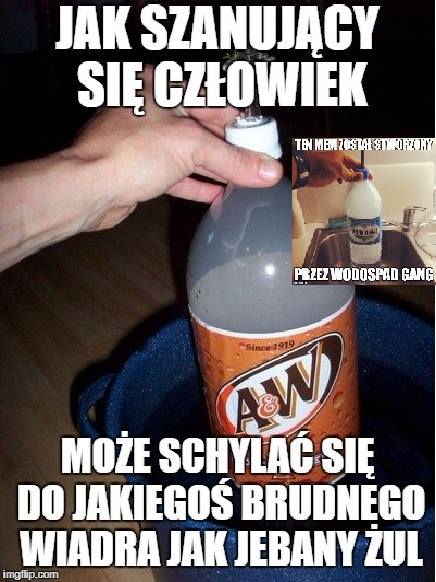 JAK SZANUJĄCY
SIĘ CZŁOWIEK
TEN MEM ZOSTAŁ STWORZONY
PRZEZ WODOSPAD GANG
Since 1919
A&W
MOŻE SCHYLAĆ SIĘ
DO JAKIEGOŚ BRUDNEGO
WIADRA JAK JEBANY ŻUL
imgflip.com